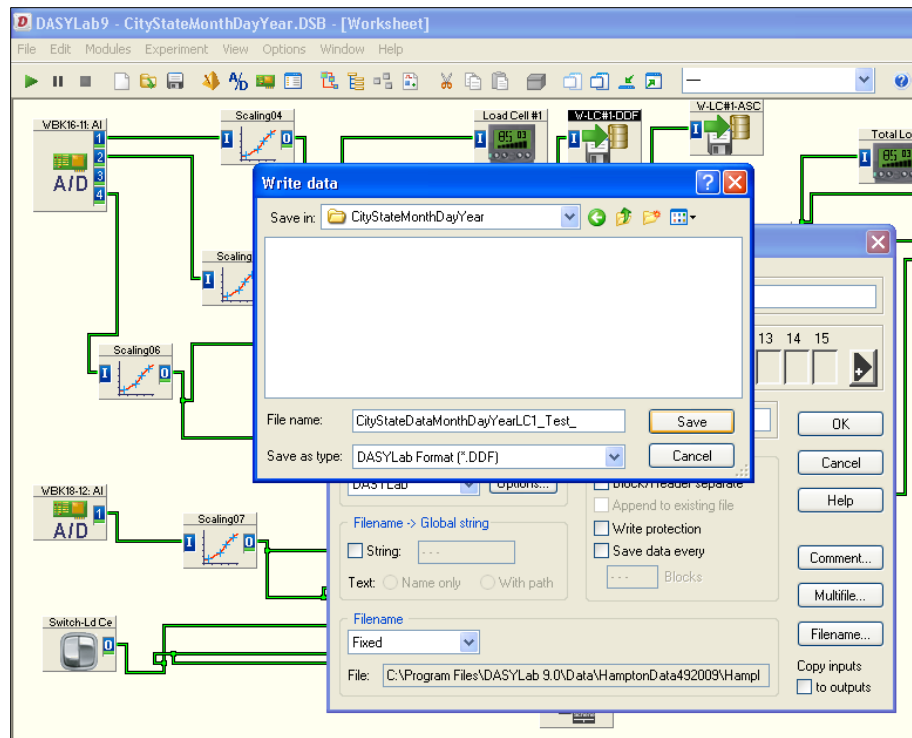 DASYLab9 - CityStateMonthDayYear.DSB - [Worksheet]
File Edit Modules Experiment View Options Window Help
WBK16-11: AI
1
2
3
4
A/D
Scaling04
I
O
Load Cell #1
I
85 03
W-LC#1-DDF
I
W-LC#1-ASC
I
Total Lo
I
85 03
Write data
Save in: CityStateMonthDayYear
File name: CityStateDataMonthDayYearLC1_Test_
Save
Save as type: DASYLab Format (*.DDF)
Cancel
Scaling
I
Scaling06
I
O
13 14 15
OK
Cancel
Help
DASYLab
Options...
Block/Header separate
Append to existing file
Write protection
Save data every
- - - Blocks
Filename -> Global string
String: - - -
Text: Name only With path
Comment...
Multifile...
Filename...
Filename
Fixed
File: C:\Program Files\DASYLab 9.0\Data\HamptonData492009\Hampl
Copy inputs
to outputs
WBK18-12: AI
1
A/D
Scaling07
I
O
Switch-Ld Ce
O